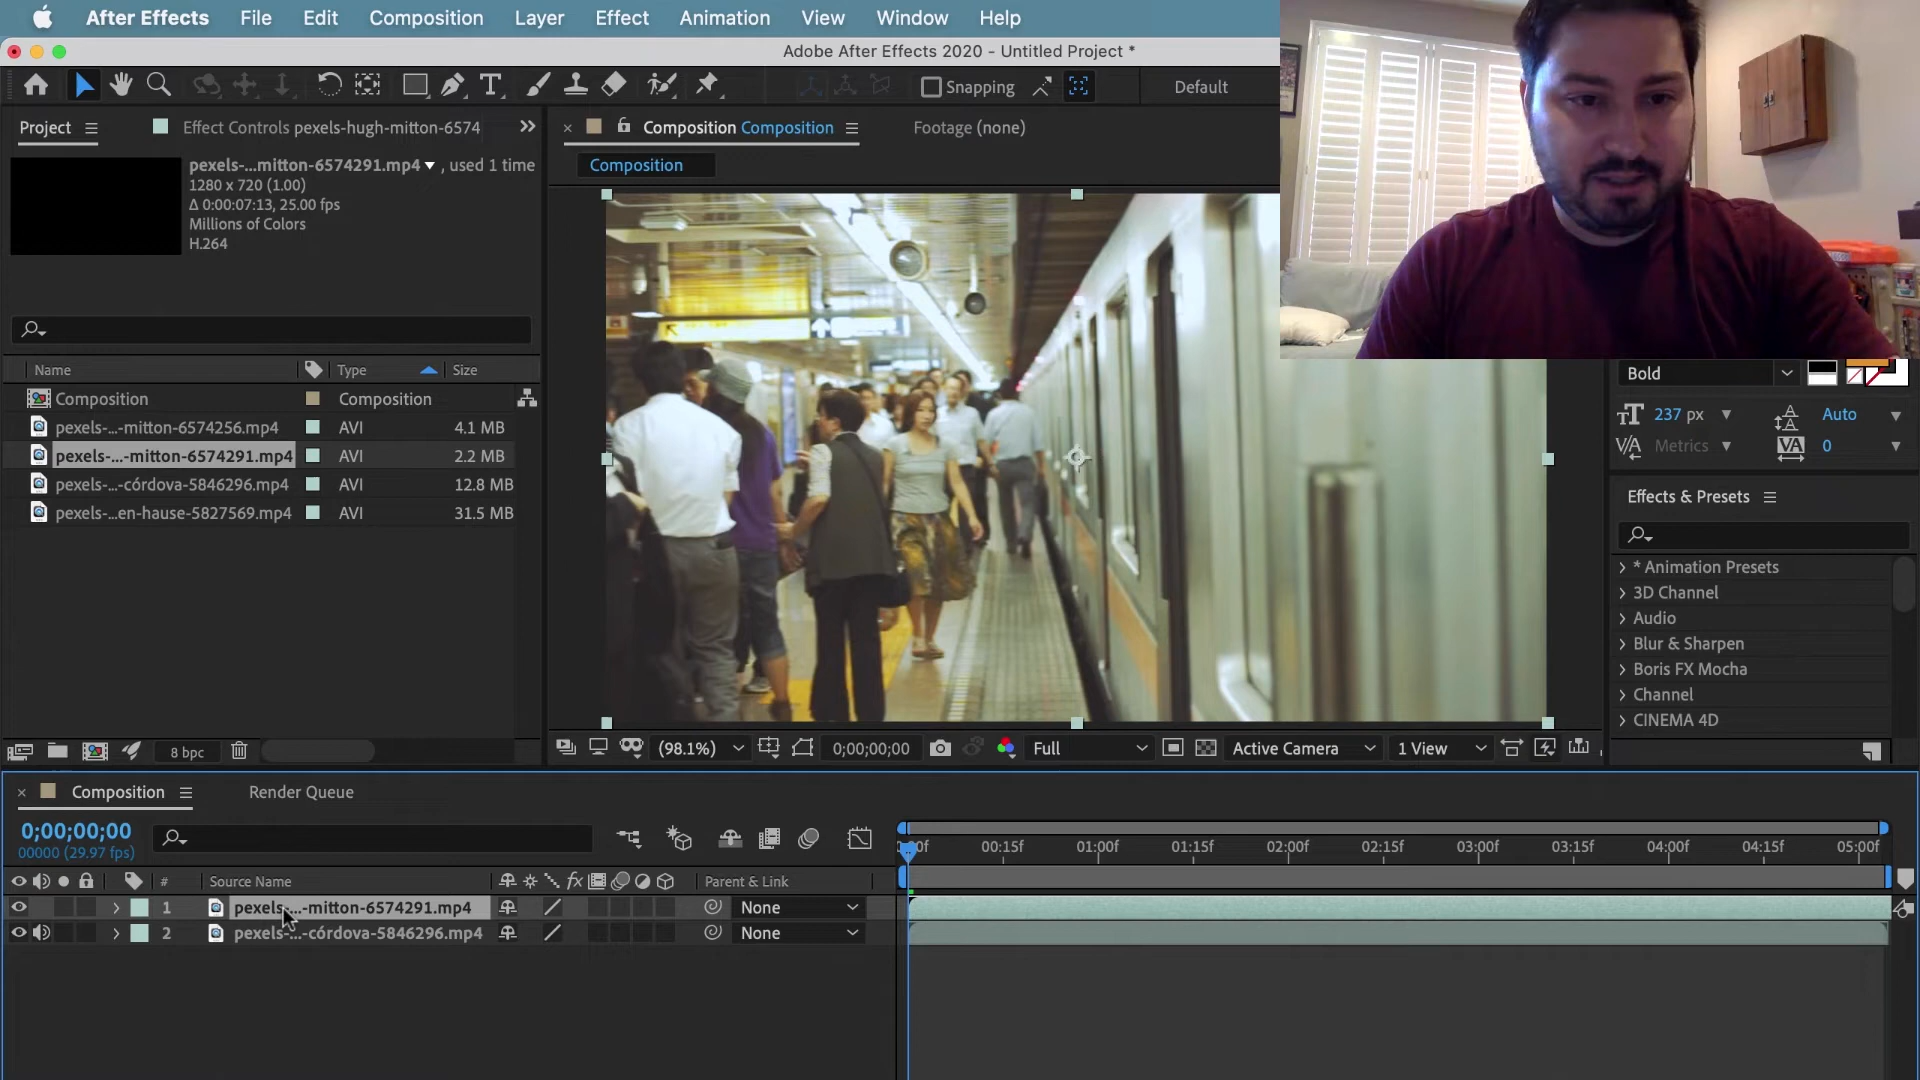 After Effects File Edit Composition Layer Effect Animation View Window Help
Adobe After Effects 2020 - Untitled Project *
Snapping Default
Project Effect Controls pexels-hugh-mitton-6574
Composition Composition Footage (none)
Composition
pexels-...mitton-6574291.mp4 , used 1 time
1280 x 720 (1.00)
Δ 0:00:07:13, 25.00 fps
Millions of Colors
H.264
Name Type Size
Composition Composition
pexels-...-mitton-6574256.mp4 AVI 4.1 MB
pexels-...-mitton-6574291.mp4 AVI 2.2 MB
pexels-...-córdova-5846296.mp4 AVI 12.8 MB
pexels-...en-hause-5827569.mp4 AVI 31.5 MB
8 bpc
(98.1%) 0;00;00;00 Full Active Camera 1 View
Bold
237 px Auto
Metrics 0
Effects & Presets
* Animation Presets
3D Channel
Audio
Blur & Sharpen
Boris FX Mocha
Channel
CINEMA 4D
Composition Render Queue
0;00;00;00
00000 (29.97 fps)
00:15f 01:00f 01:15f 02:00f 02:15f 03:00f 03:15f 04:00f 04:15f 05:00f
# Source Name fx Parent & Link
1 pexels-...-mitton-6574291.mp4 None
2 pexels-...-córdova-5846296.mp4 None